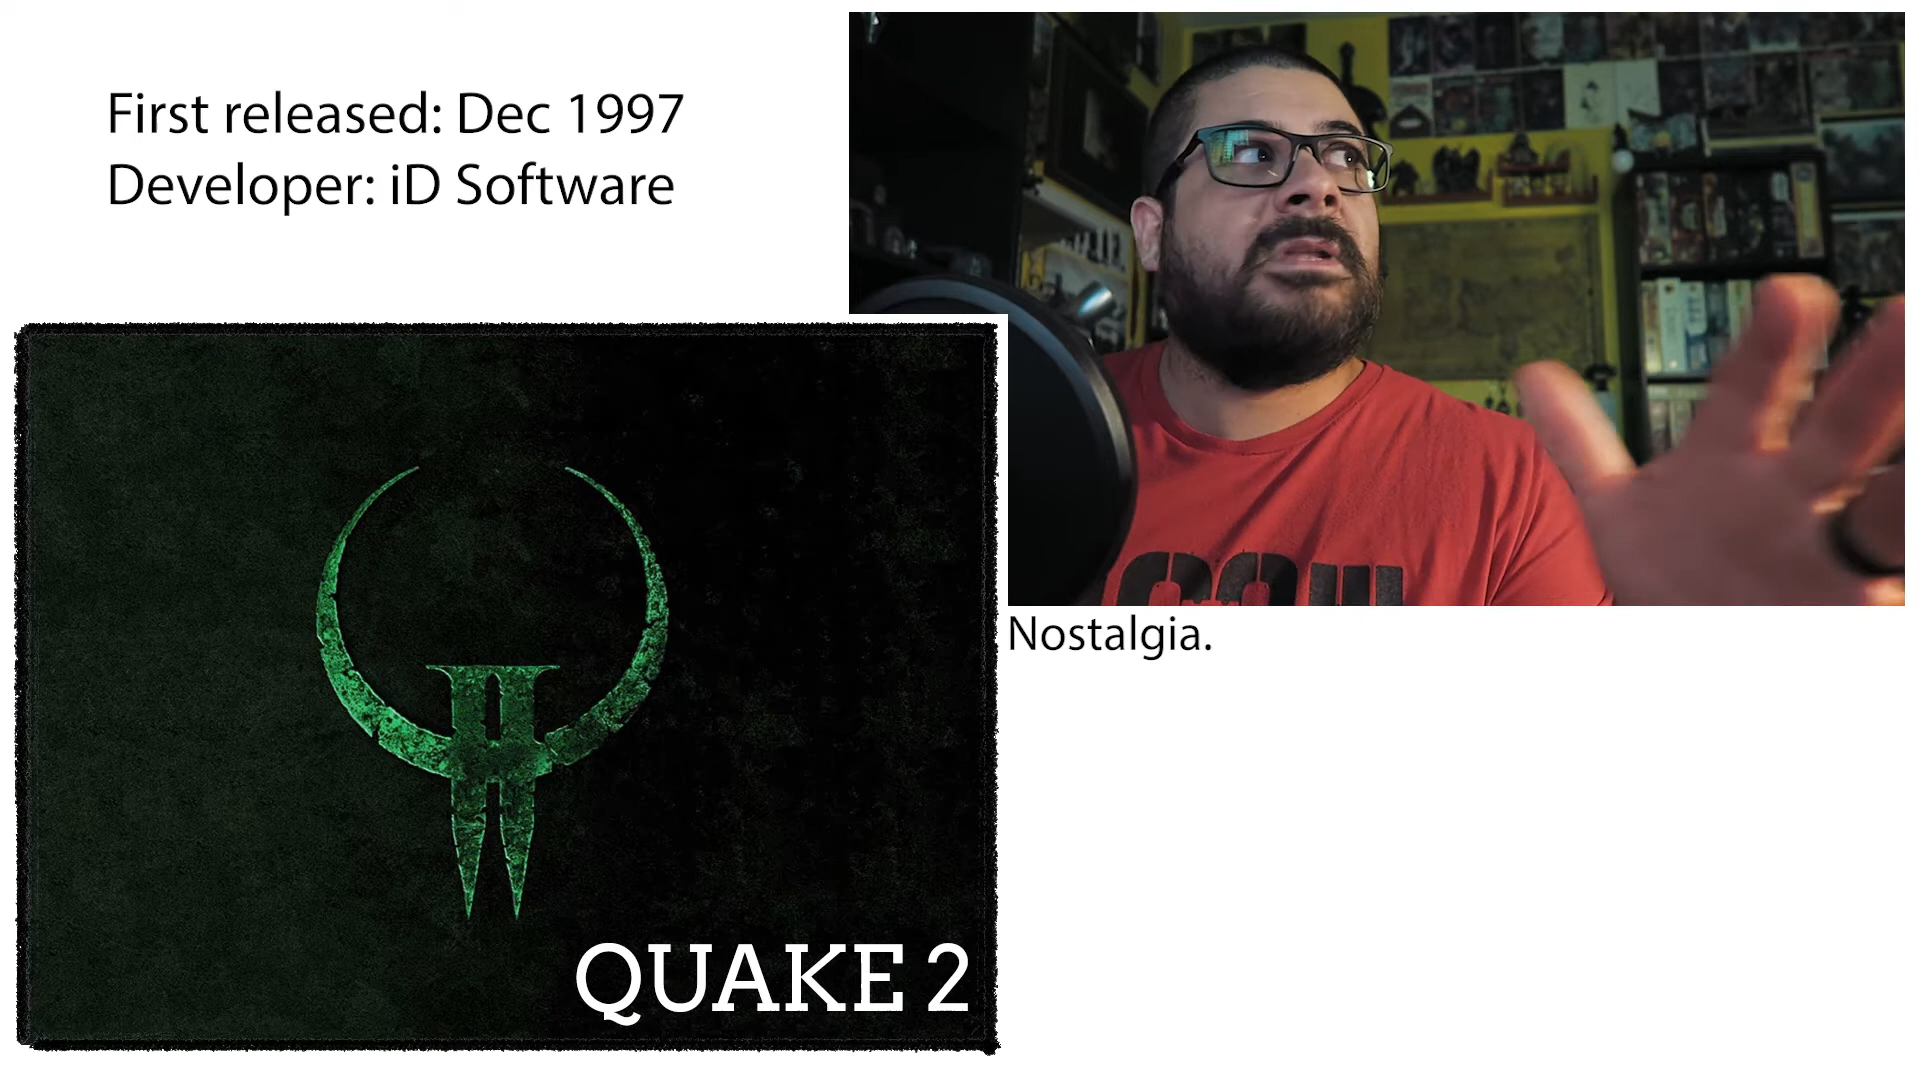 First released: Dec 1997
Developer: iD Software
Nostalgia.
QUAKE 2